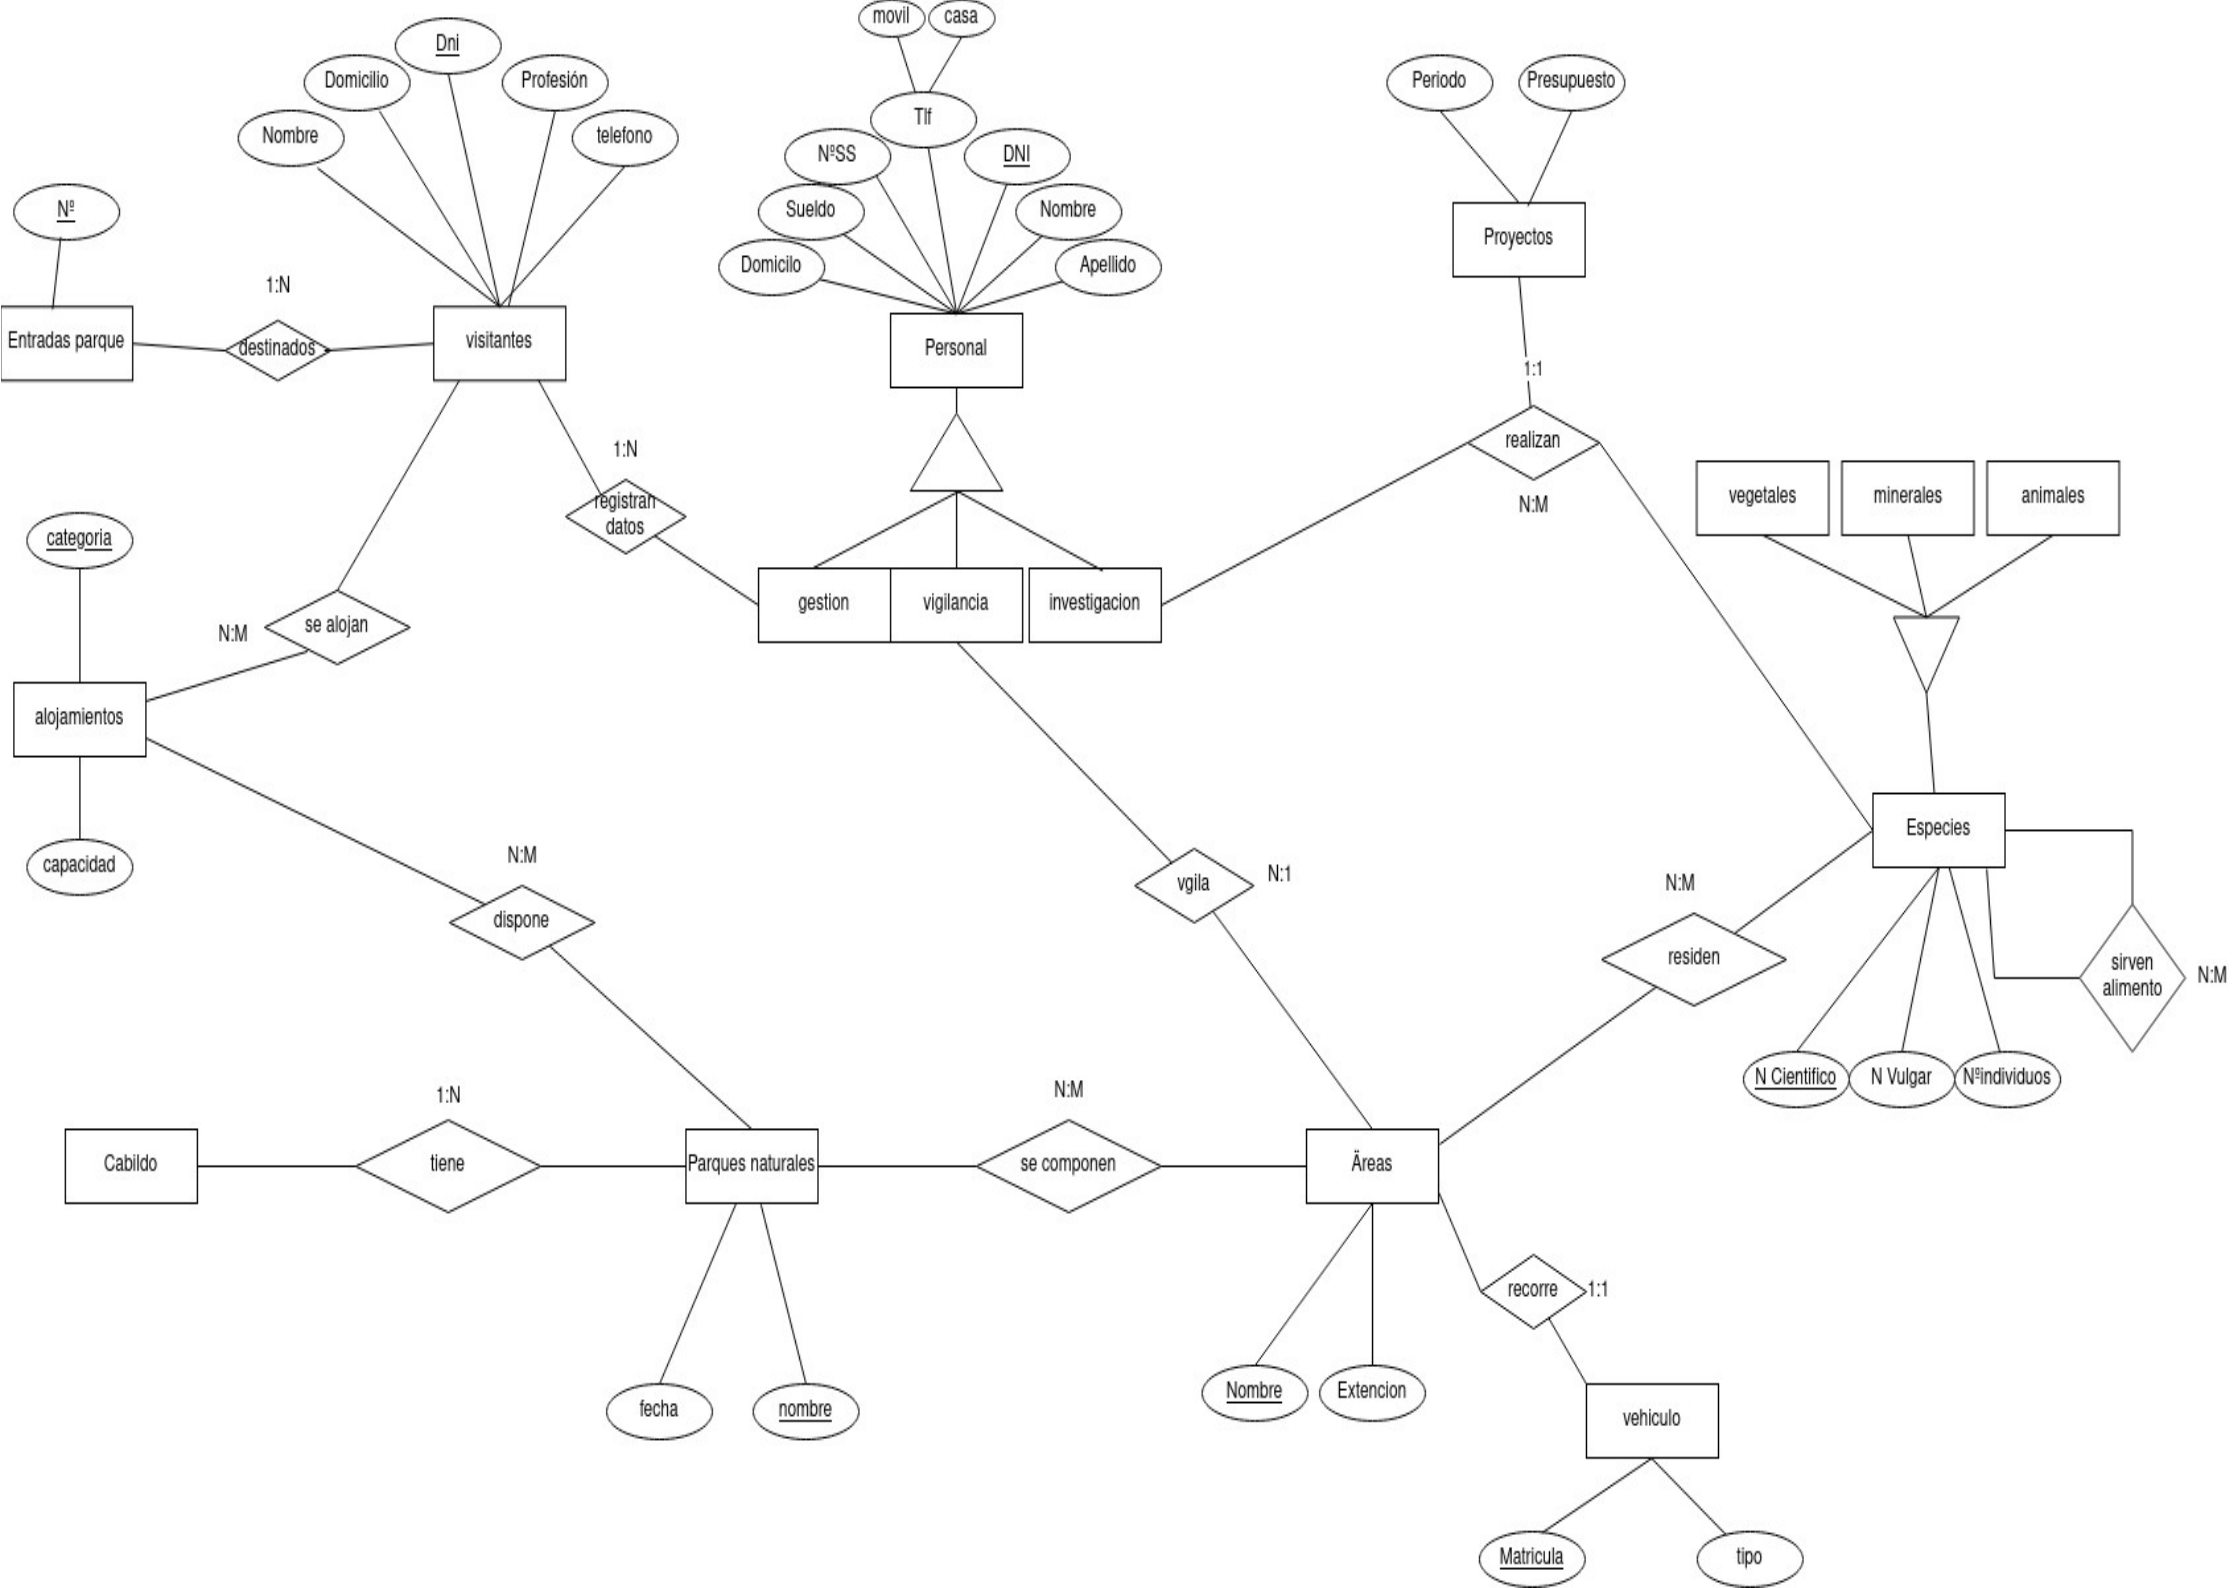 movil
casa
Dni
Domicilio
Profesión
Periodo
Presupuesto
Tlf
Nombre
telefono
NºSS
DNI
Nº
Sueldo
Nombre
Proyectos
Domicilo
Apellido
1:N
Entradas parque
destinados
visitantes
Personal
1:1
realizan
1:N
registran
datos
N:M
vegetales
minerales
animales
categoria
gestion
vigilancia
investigacion
N:M
se alojan
alojamientos
Especies
capacidad
N:M
dispone
vgila
N:1
N:M
residen
sirven
alimento
N:M
N Cientifico
N Vulgar
Nºindividuos
1:N
N:M
Cabildo
tiene
Parques naturales
se componen
Äreas
recorre
1:1
fecha
nombre
Nombre
Extencion
vehiculo
Matricula
tipo